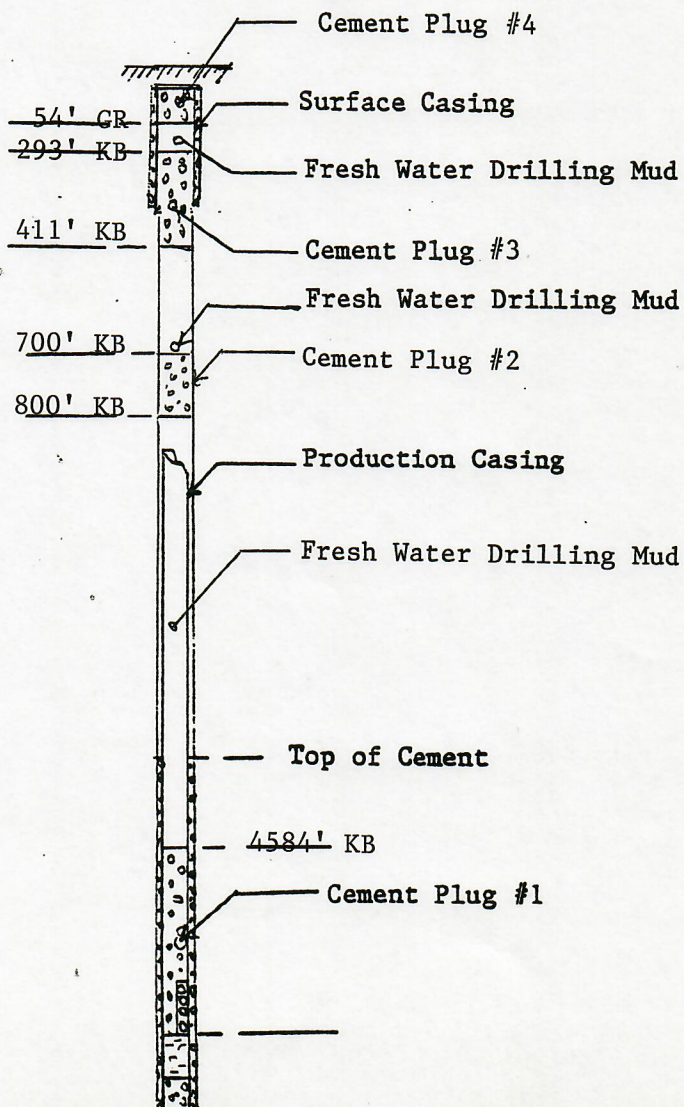 Cement Plug #4
Surface Casing
54' GR
293' KB
Fresh Water Drilling Mud
411' KB
Cement Plug #3
Fresh Water Drilling Mud
700' KB
Cement Plug #2
800' KB
Production Casing
Fresh Water Drilling Mud
Top of Cement
4584' KB
Cement Plug #1